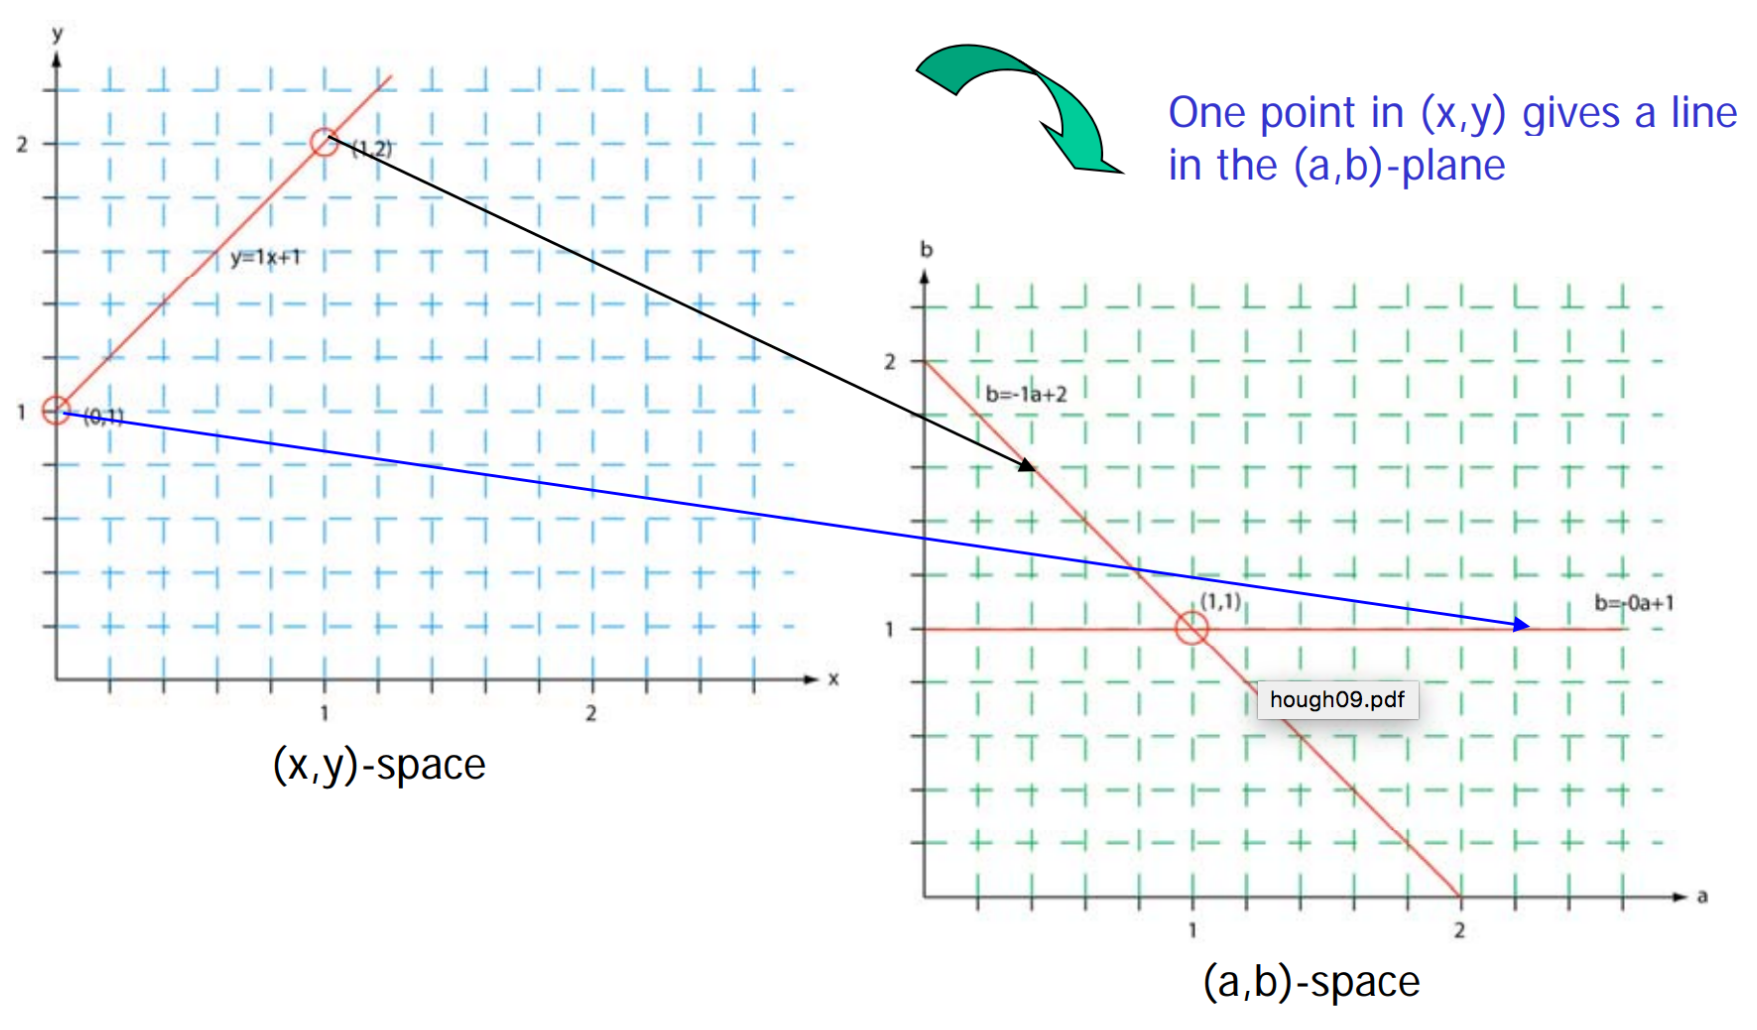 y
2
(1,2)
y=1x+1
1
(0,1)
x
1
2
(x,y)-space
One point in (x,y) gives a line
in the (a,b)-plane
b
2
b=-1a+2
(1,1)
b=-0a+1
1
hough09.pdf
a
1
2
(a,b)-space